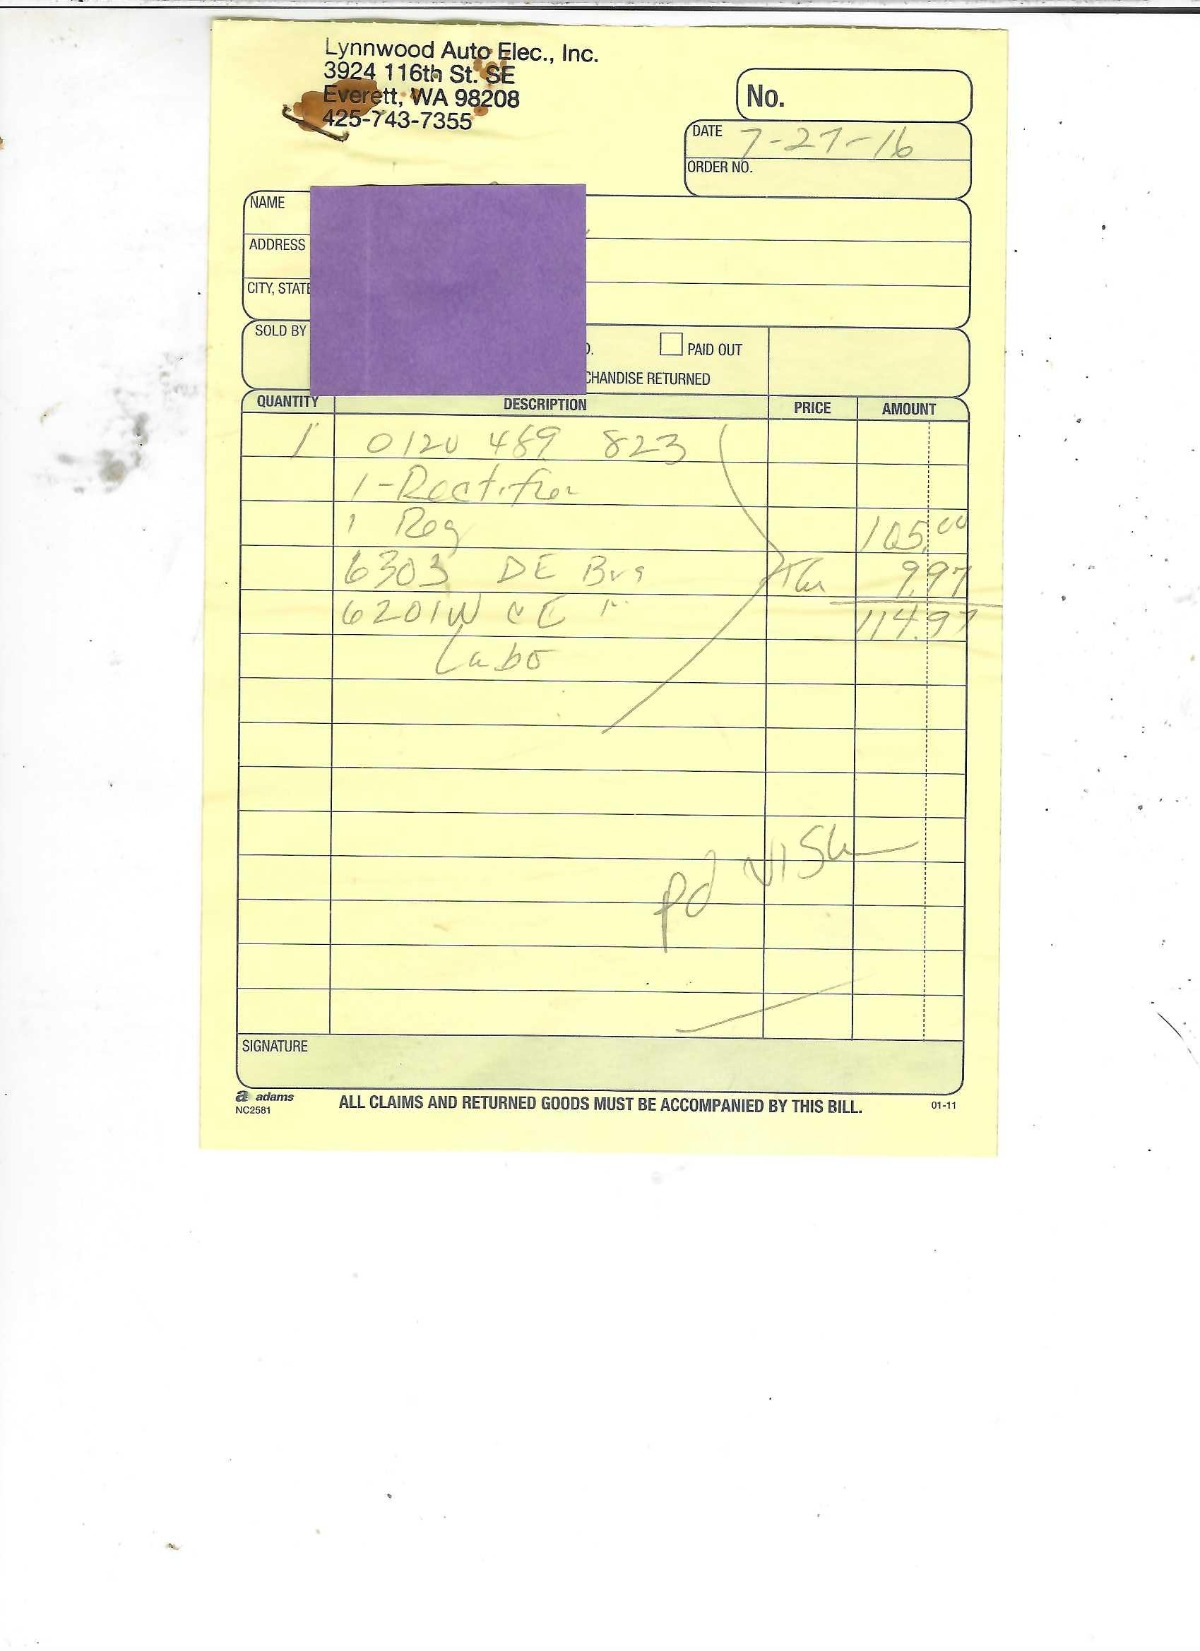 Lynnwood Auto Elec., Inc.
3924 116th St. SE
Everett, WA 98208
425-743-7355
No.
DATE 7-27-16
ORDER NO.
NAME
ADDRESS
CITY, STATE
SOLD BY
PAID OUT
CHANDISE RETURNED
QUANTITY DESCRIPTION PRICE AMOUNT
1 0120 489 823
1-Rectifier
1 Reg 105.00
6303 DE Brg 9.97
6201W CE " 114.97
Labo
pd VISA
SIGNATURE
a adams
NC2581
ALL CLAIMS AND RETURNED GOODS MUST BE ACCOMPANIED BY THIS BILL.
01-11